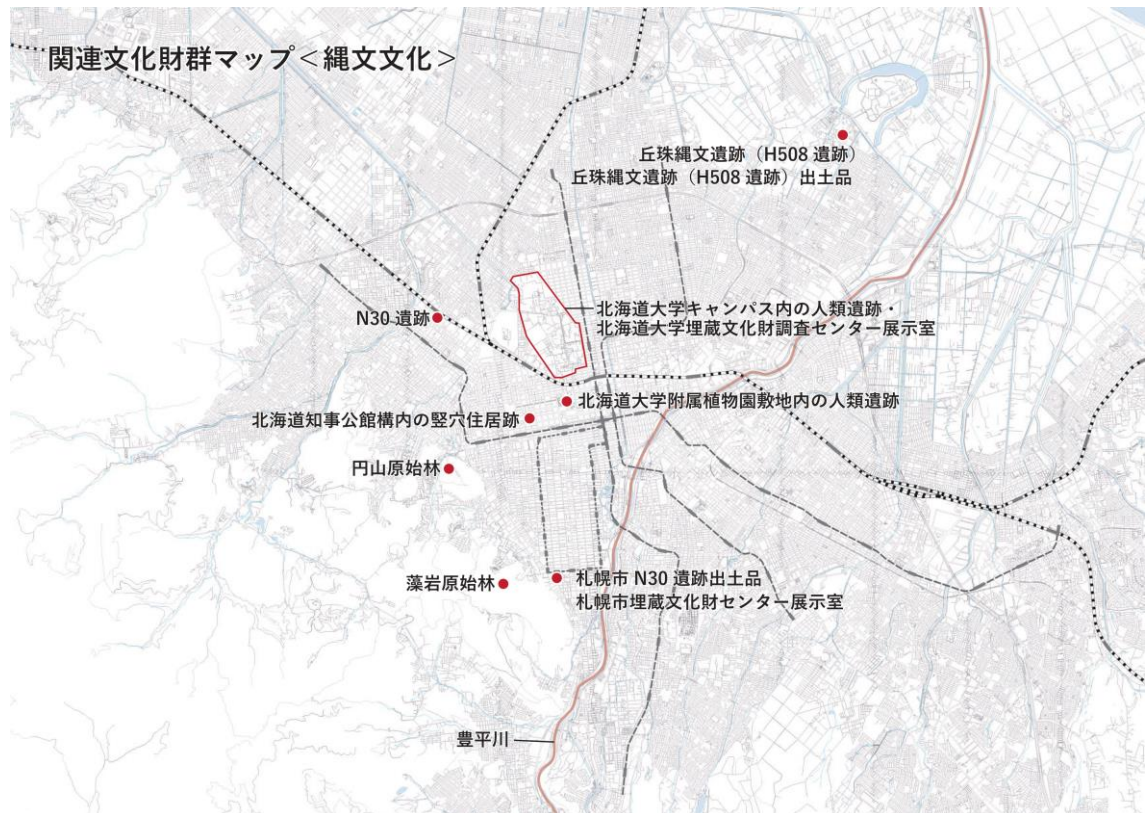 関連文化財群マップ＜縄文文化＞
丘珠縄文遺跡（H508 遺跡）
丘珠縄文遺跡（H508 遺跡）出土品
北海道大学キャンパス内の人類遺跡・
北海道大学埋蔵文化財調査センター展示室
N30 遺跡
北海道大学附属植物園敷地内の人類遺跡
北海道知事公館構内の竪穴住居跡
円山原始林
藻岩原始林
札幌市 N30 遺跡出土品
札幌市埋蔵文化財センター展示室
豊平川